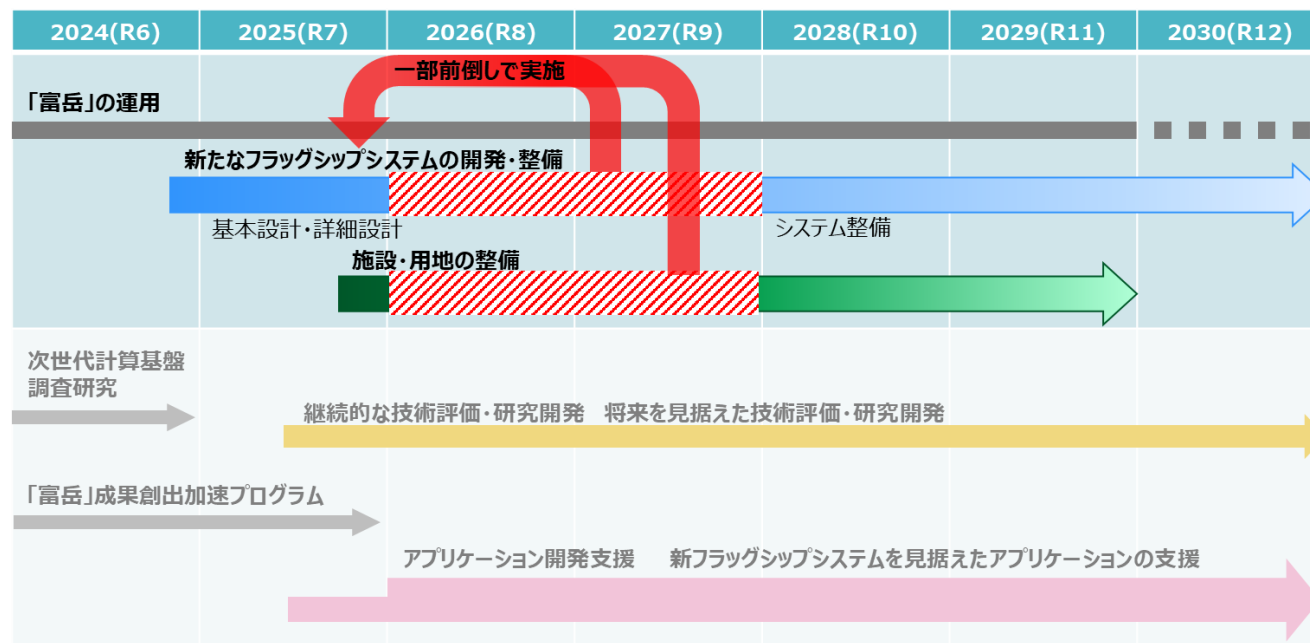 2024(R6) 2025(R7) 2026(R8) 2027(R9) 2028(R10) 2029(R11) 2030(R12)
一部前倒しで実施
「富岳」の運用
新たなフラッグシップシステムの開発・整備
基本設計・詳細設計
システム整備
施設・用地の整備
次世代計算基盤
調査研究
継続的な技術評価・研究開発 将来を見据えた技術評価・研究開発
「富岳」成果創出加速プログラム
アプリケーション開発支援 新フラッグシップシステムを見据えたアプリケーションの支援